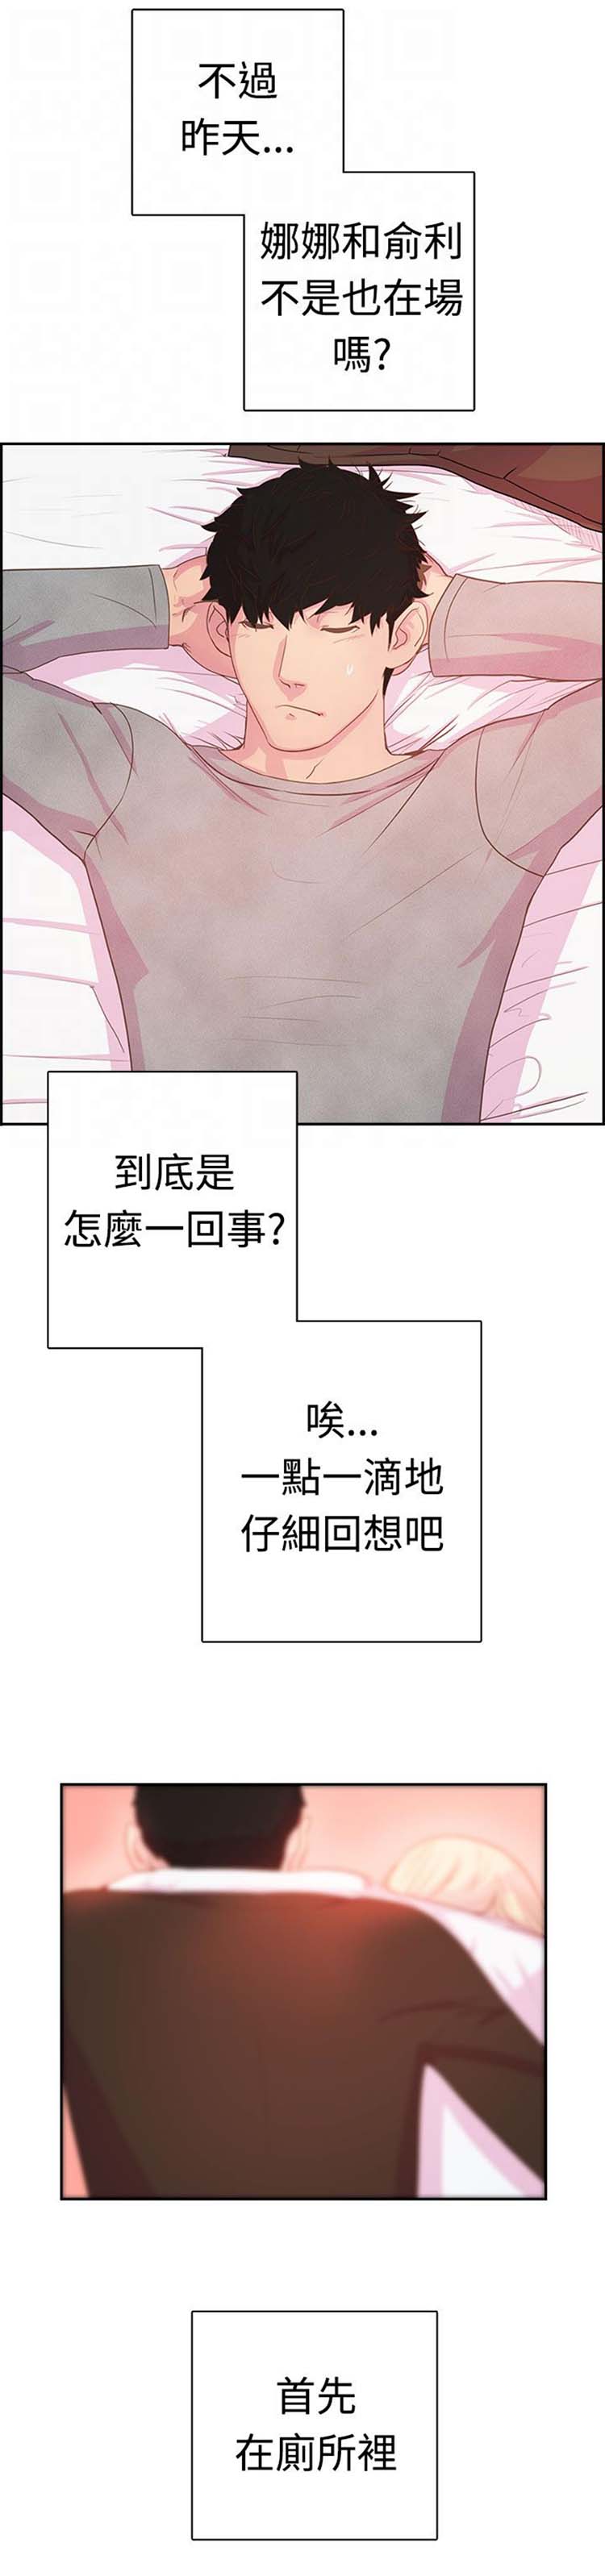 不過
昨天...
娜娜和俞利
不是也在場
嗎?
到底是
怎麼一回事?
唉...
一點一滴地
仔細回想吧
首先
在廁所裡